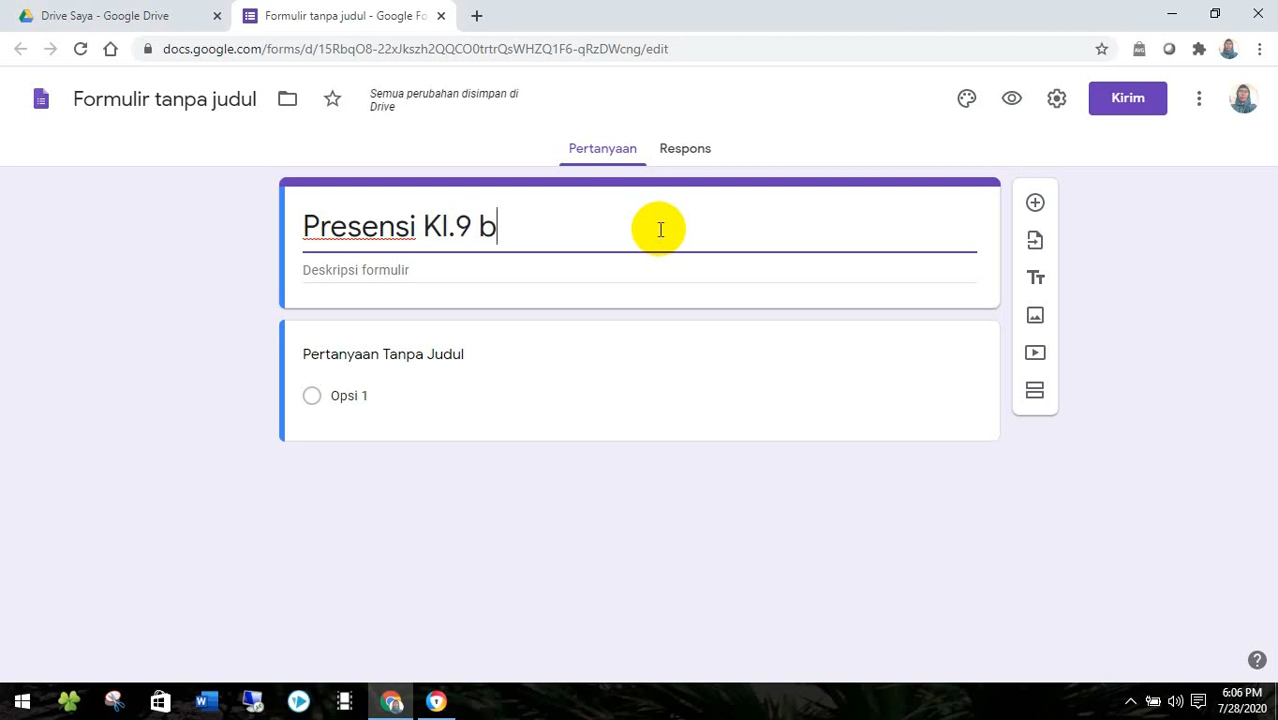 Drive Saya - Google Drive
Formulir tanpa judul - Google Fo
docs.google.com/forms/d/15RbqO8-22xJkszh2QQCO0trtrQsWHZQ1F6-qRzDWcng/edit
Formulir tanpa judul
Semua perubahan disimpan di
Drive
Kirim
Pertanyaan
Respons
Presensi Kl.9 b
Deskripsi formulir
Pertanyaan Tanpa Judul
Opsi 1
6:06 PM
7/28/2020